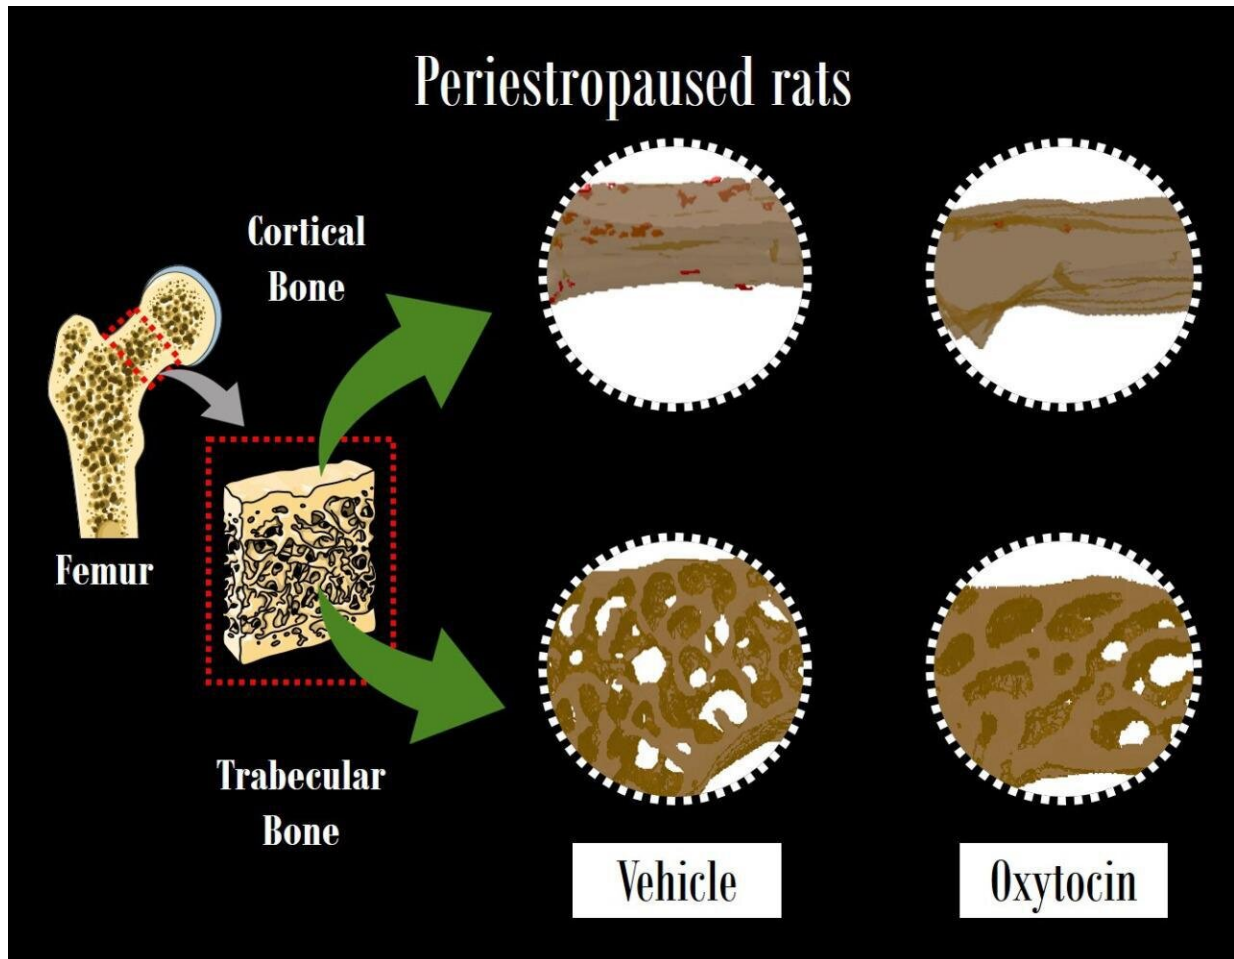 Periestropaused rats
Cortical
Bone
Femur
Trabecular
Bone
Vehicle
Oxytocin